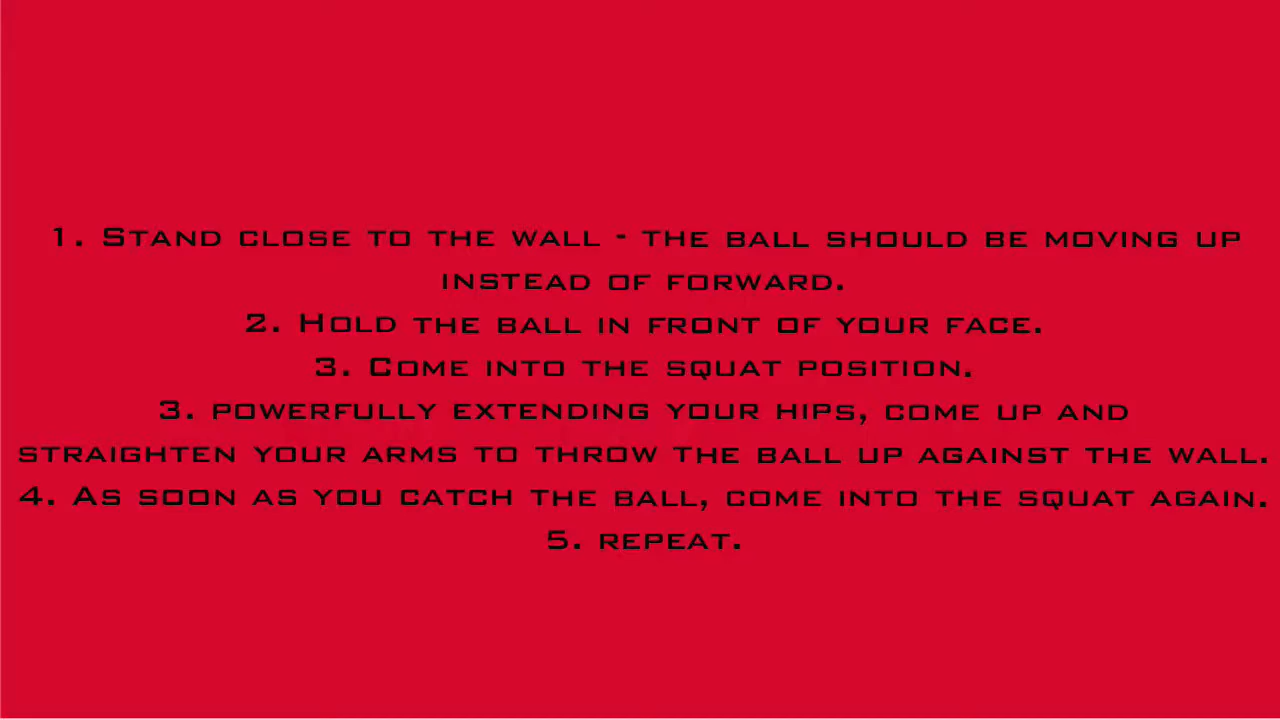 1. Stand close to the wall - the ball should be moving up
instead of forward.
2. Hold the ball in front of your face.
3. Come into the squat position.
3. powerfully extending your hips, come up and
straighten your arms to throw the ball up against the wall.
4. As soon as you catch the ball, come into the squat again.
5. repeat.